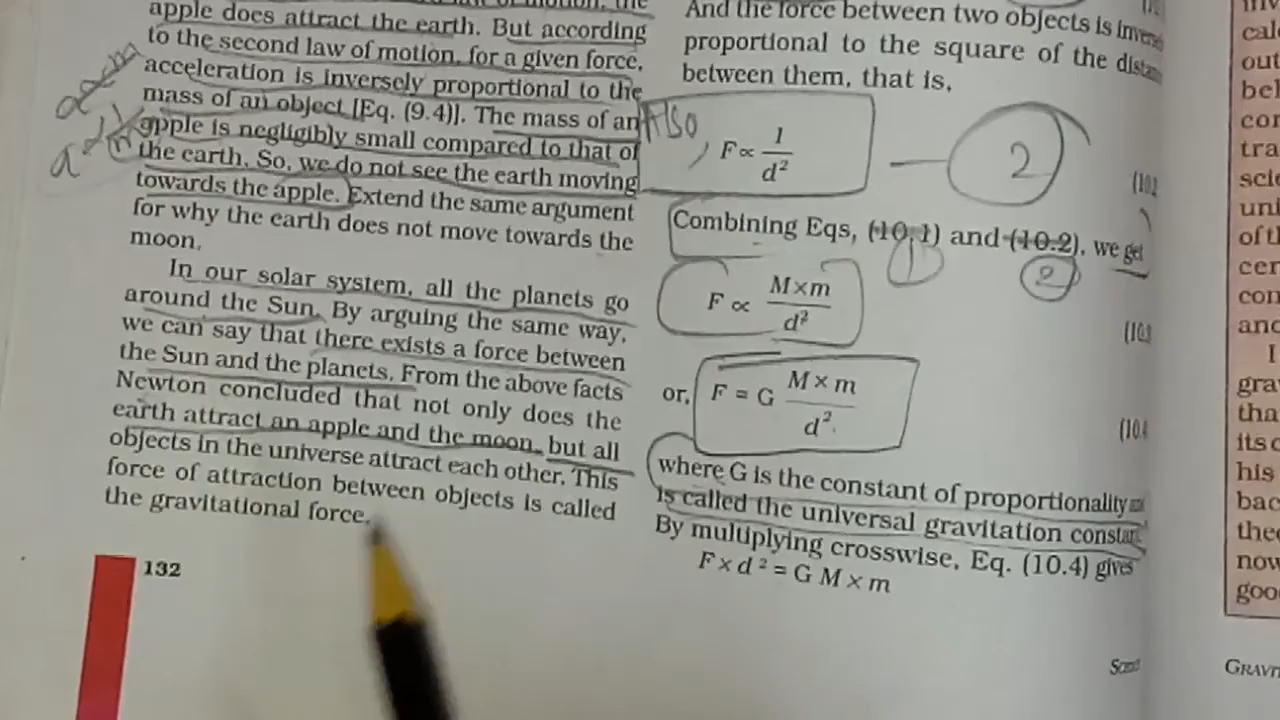 apple does attract the earth. But according
to the second law of motion, for a given force,
acceleration is inversely proportional to the
mass of an object [Eq. (9.4)]. The mass of an
apple is negligibly small compared to that of
the earth. So, we do not see the earth moving
towards the apple. Extend the same argument
for why the earth does not move towards the
moon.
In our solar system, all the planets go
around the Sun. By arguing the same way,
we can say that there exists a force between
the Sun and the planets. From the above facts
Newton concluded that not only does the
earth attract an apple and the moon, but all
objects in the universe attract each other. This
force of attraction between objects is called
the gravitational force.
132
And the force between two objects is
proportional to the square of the
between them, that is,
Also,
F ∝ 1/d²
2
Combining Eqs, (10.1) and (10.2), we get
1
2
F ∝ M×m/d²
or, F = G M×m/d²
where G is the constant of proportionality
is called the universal gravitation
By multiplying crosswise, Eq. (10.4) gives
F × d² = G M × m